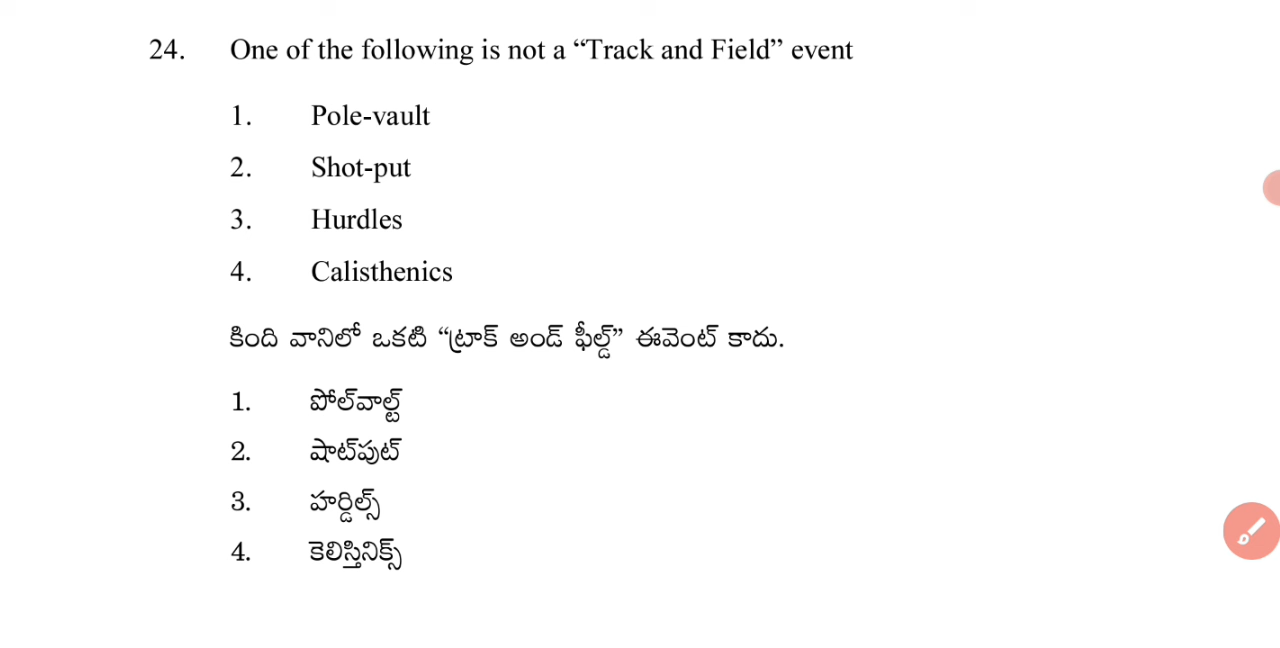 24. One of the following is not a “Track and Field” event
1. Pole-vault
2. Shot-put
3. Hurdles
4. Calisthenics
కింది వానిలో ఒకటి “ట్రాక్ అండ్ ఫీల్డ్” ఈవెంట్ కాదు.
1. పోల్‌వాల్ట్
2. షాట్‌పుట్
3. హర్డిల్స్
4. కెలిస్తినిక్స్